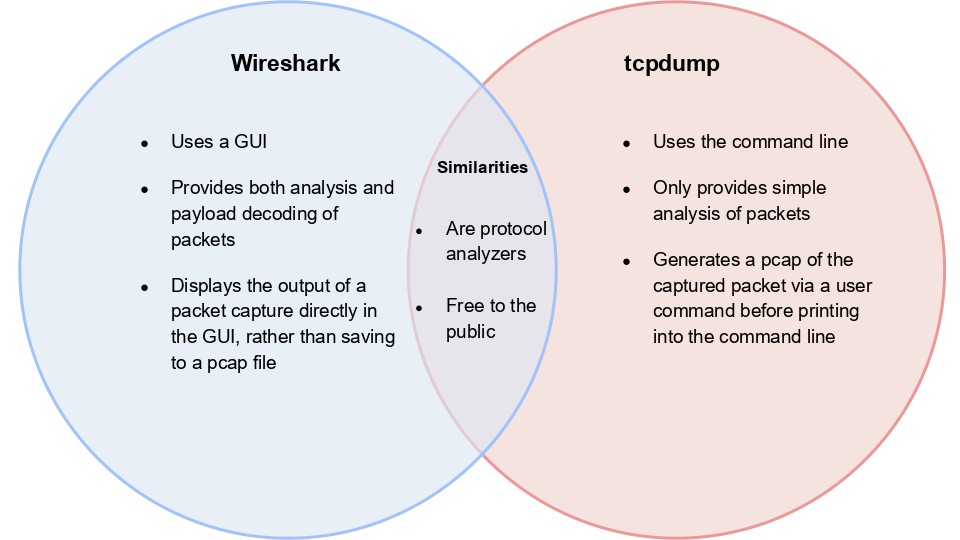 Wireshark
• Uses a GUI
• Provides both analysis and
payload decoding of
packets
• Displays the output of a
packet capture directly in
the GUI, rather than saving
to a pcap file
Similarities
• Are protocol
analyzers
• Free to the
public
tcpdump
• Uses the command line
• Only provides simple
analysis of packets
• Generates a pcap of the
captured packet via a user
command before printing
into the command line